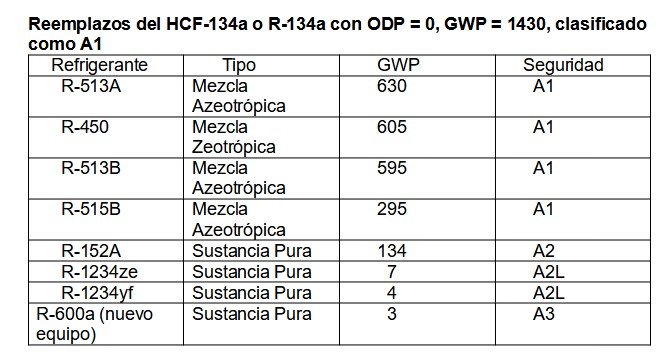 Reemplazos del HCF-134a o R-134a con ODP = 0, GWP = 1430, clasificado
como A1
Refrigerante Tipo GWP Seguridad
R-513A Mezcla 630 A1
Azeotrópica
R-450 Mezcla 605 A1
Zeotrópica
R-513B Mezcla 595 A1
Azeotrópica
R-515B Mezcla 295 A1
Azeotrópica
R-152A Sustancia Pura 134 A2
R-1234ze Sustancia Pura 7 A2L
R-1234yf Sustancia Pura 4 A2L
R-600a (nuevo Sustancia Pura 3 A3
equipo)